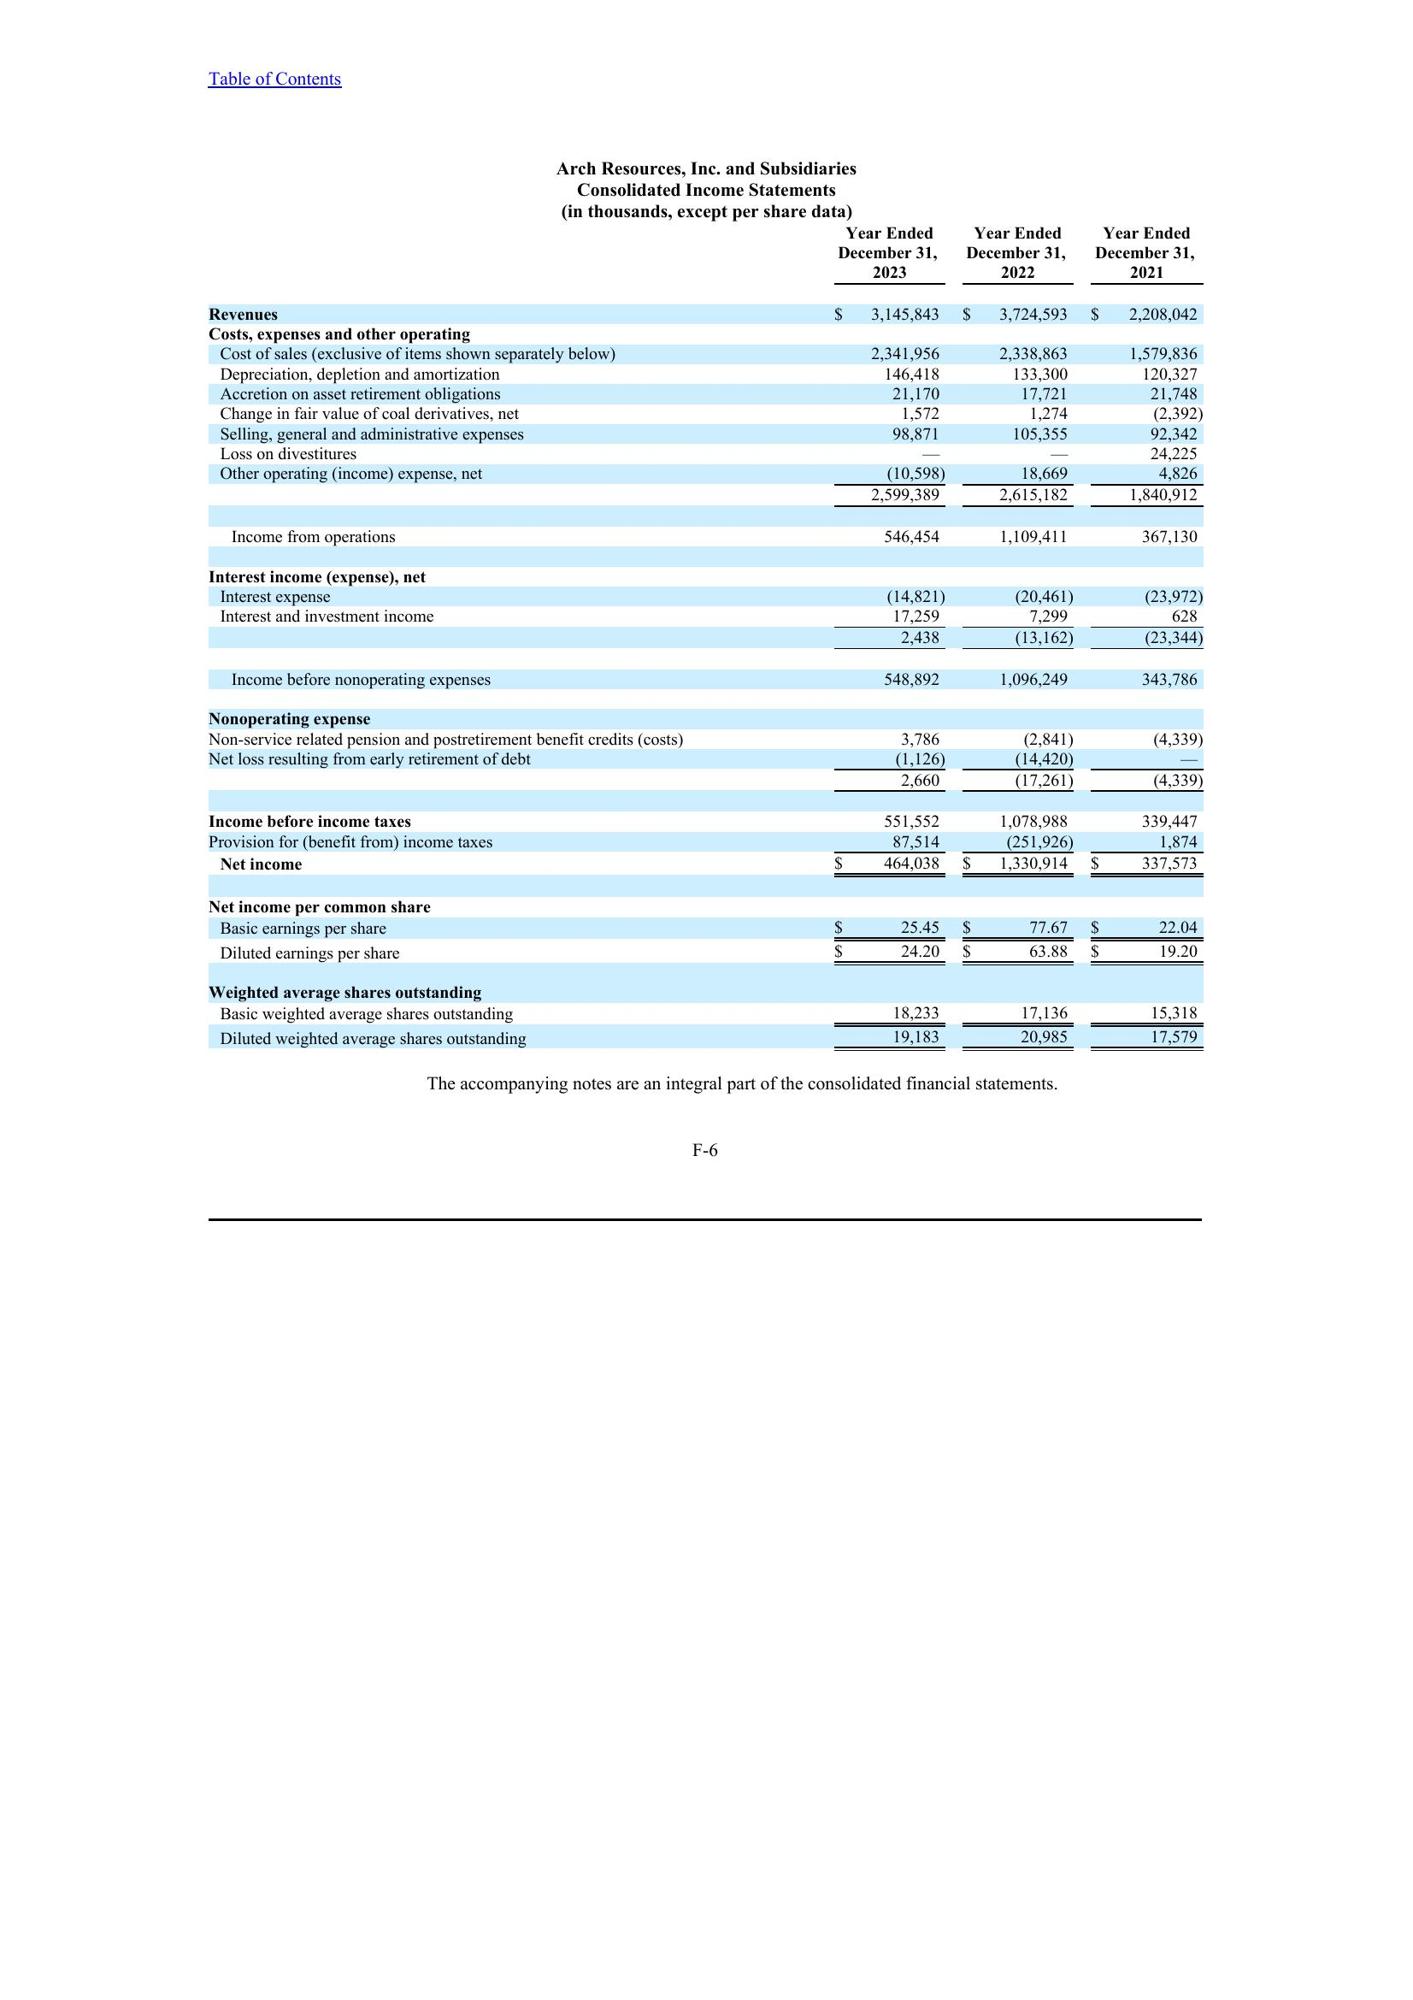 Table of Contents
Arch Resources, Inc. and Subsidiaries
Consolidated Income Statements
(in thousands, except per share data)
Year Ended Year Ended Year Ended
December 31, December 31, December 31,
2023 2022 2021
Revenues $ 3,145,843 $ 3,724,593 $ 2,208,042
Costs, expenses and other operating
Cost of sales (exclusive of items shown separately below) 2,341,956 2,338,863 1,579,836
Depreciation, depletion and amortization 146,418 133,300 120,327
Accretion on asset retirement obligations 21,170 17,721 21,748
Change in fair value of coal derivatives, net 1,572 1,274 (2,392)
Selling, general and administrative expenses 98,871 105,355 92,342
Loss on divestitures — — 24,225
Other operating (income) expense, net (10,598) 18,669 4,826
2,599,389 2,615,182 1,840,912
Income from operations 546,454 1,109,411 367,130
Interest income (expense), net
Interest expense (14,821) (20,461) (23,972)
Interest and investment income 17,259 7,299 628
2,438 (13,162) (23,344)
Income before nonoperating expenses 548,892 1,096,249 343,786
Nonoperating expense
Non-service related pension and postretirement benefit credits (costs) 3,786 (2,841) (4,339)
Net loss resulting from early retirement of debt (1,126) (14,420) —
2,660 (17,261) (4,339)
Income before income taxes 551,552 1,078,988 339,447
Provision for (benefit from) income taxes 87,514 (251,926) 1,874
Net income $ 464,038 $ 1,330,914 $ 337,573
Net income per common share
Basic earnings per share $ 25.45 $ 77.67 $ 22.04
Diluted earnings per share $ 24.20 $ 63.88 $ 19.20
Weighted average shares outstanding
Basic weighted average shares outstanding 18,233 17,136 15,318
Diluted weighted average shares outstanding 19,183 20,985 17,579
The accompanying notes are an integral part of the consolidated financial statements.
F-6